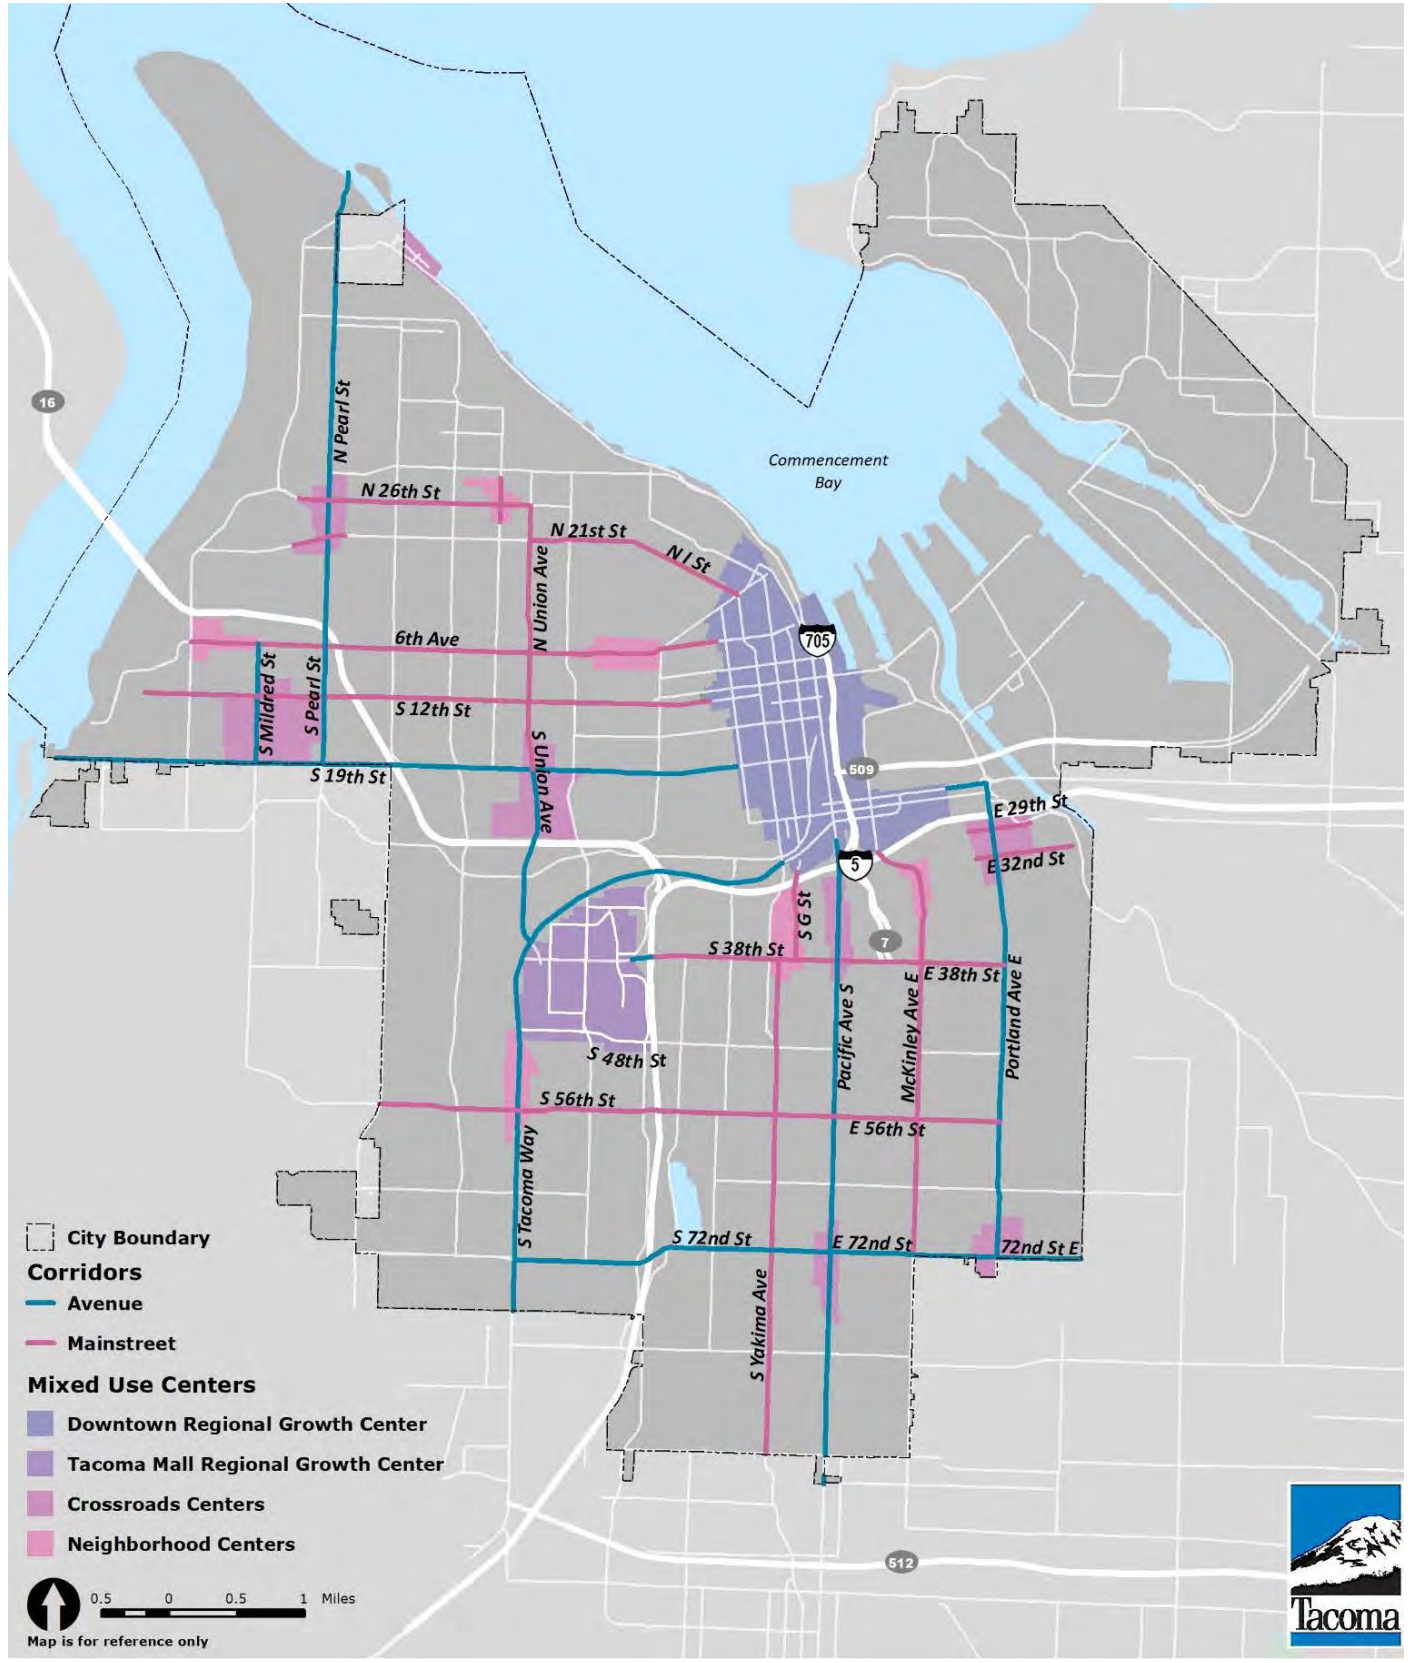 16
N Pearl St
Commencement
Bay
N 26th St
N 21st St
N I St
N Union Ave
705
6th Ave
S Mildred St
S Pearl St
S 12th St
S Union Ave
S 19th St
509
E 29th St
5
E 32nd St
S G St
7
S 38th St
E 38th St
Pacific Ave S
McKinley Ave E
Portland Ave E
S 48th St
S 56th St
E 56th St
S Tacoma Way
S 72nd St
E 72nd St
72nd St E
S Yakima Ave
City Boundary
Corridors
Avenue
Mainstreet
Mixed Use Centers
Downtown Regional Growth Center
Tacoma Mall Regional Growth Center
Crossroads Centers
Neighborhood Centers
512
0.5 0 0.5 1 Miles
Map is for reference only
Tacoma